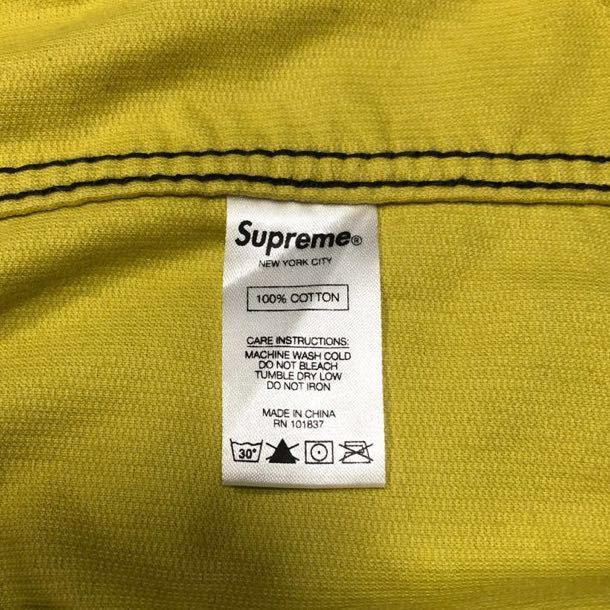 Supreme®
NEW YORK CITY
100% COTTON
CARE INSTRUCTIONS:
MACHINE WASH COLD
DO NOT BLEACH
TUMBLE DRY LOW
DO NOT IRON
MADE IN CHINA
RN 101837
30°